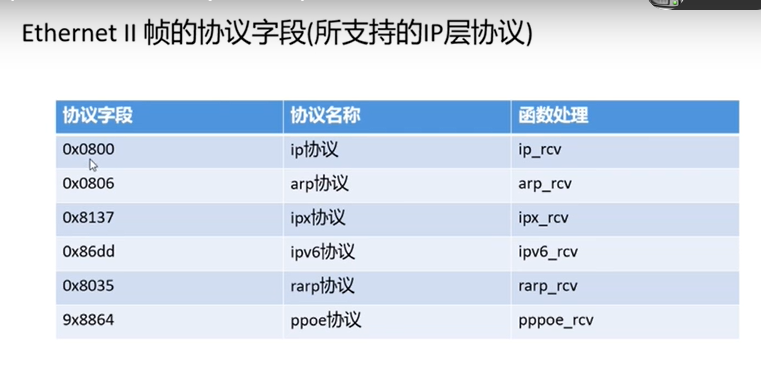 Ethernet II 帧的协议字段(所支持的IP层协议)
协议字段 协议名称 函数处理
0x0800 ip协议 ip_rcv
0x0806 arp协议 arp_rcv
0x8137 ipx协议 ipx_rcv
0x86dd ipv6协议 ipv6_rcv
0x8035 rarp协议 rarp_rcv
9x8864 ppoe协议 pppoe_rcv